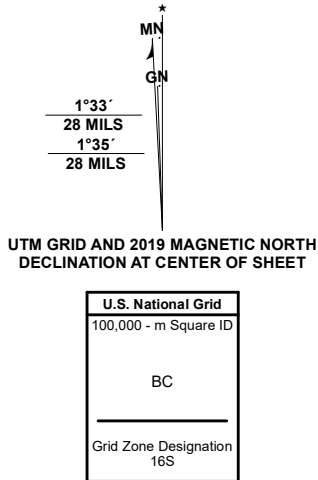 ★
MN
GN
1°33´
28 MILS
1°35´
28 MILS
UTM GRID AND 2019 MAGNETIC NORTH
DECLINATION AT CENTER OF SHEET
U.S. National Grid
100,000 - m Square ID
BC
Grid Zone Designation
16S